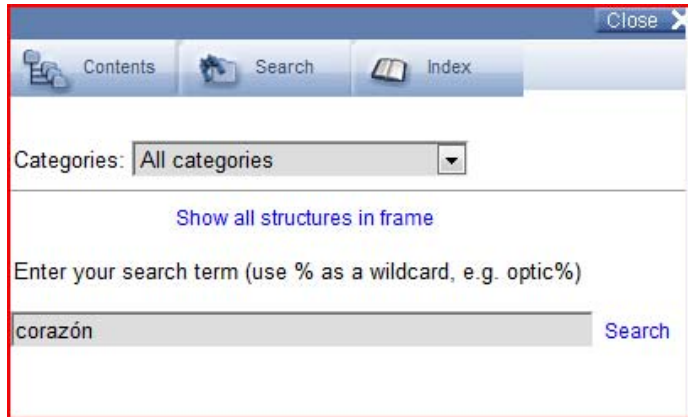 Close X
Contents Search Index
Categories: All categories
Show all structures in frame
Enter your search term (use % as a wildcard, e.g. optic%)
corazón Search